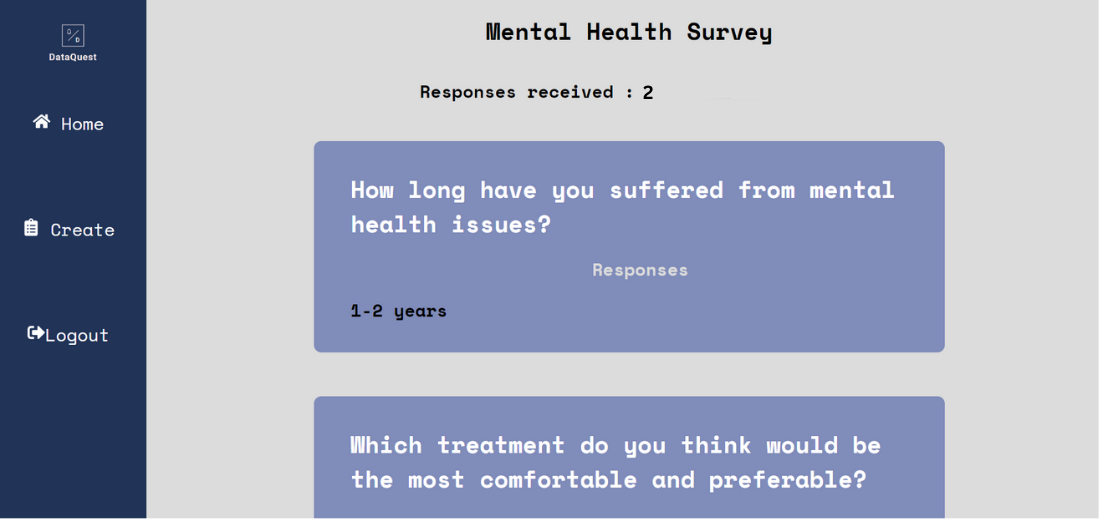 DataQuest
Home
Create
Logout
Mental Health Survey
Responses received : 2
How long have you suffered from mental
health issues?
Responses
1-2 years
Which treatment do you think would be
the most comfortable and preferable?